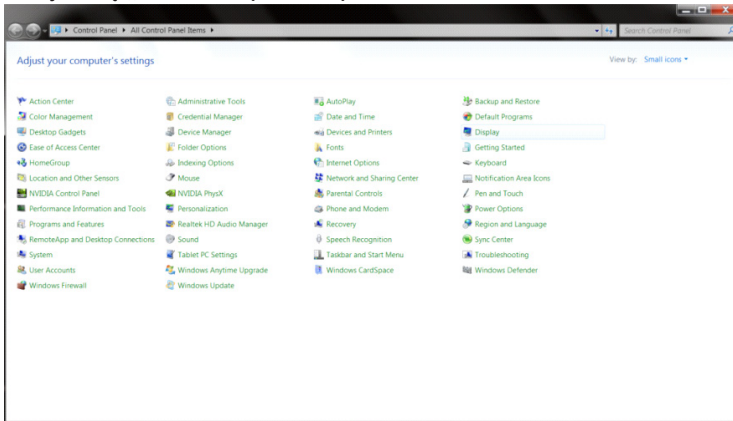 Control Panel ▸ All Control Panel Items ▸ Search Control Panel
Adjust your computer's settings View by: Small icons
Action Center Administrative Tools AutoPlay Backup and Restore
Color Management Credential Manager Date and Time Default Programs
Desktop Gadgets Device Manager Devices and Printers Display
Ease of Access Center Folder Options Fonts Getting Started
HomeGroup Indexing Options Internet Options Keyboard
Location and Other Sensors Mouse Network and Sharing Center Notification Area Icons
NVIDIA Control Panel NVIDIA PhysX Parental Controls Pen and Touch
Performance Information and Tools Personalization Phone and Modem Power Options
Programs and Features Realtek HD Audio Manager Recovery Region and Language
RemoteApp and Desktop Connections Sound Speech Recognition Sync Center
System Tablet PC Settings Taskbar and Start Menu Troubleshooting
User Accounts Windows Anytime Upgrade Windows CardSpace Windows Defender
Windows Firewall Windows Update